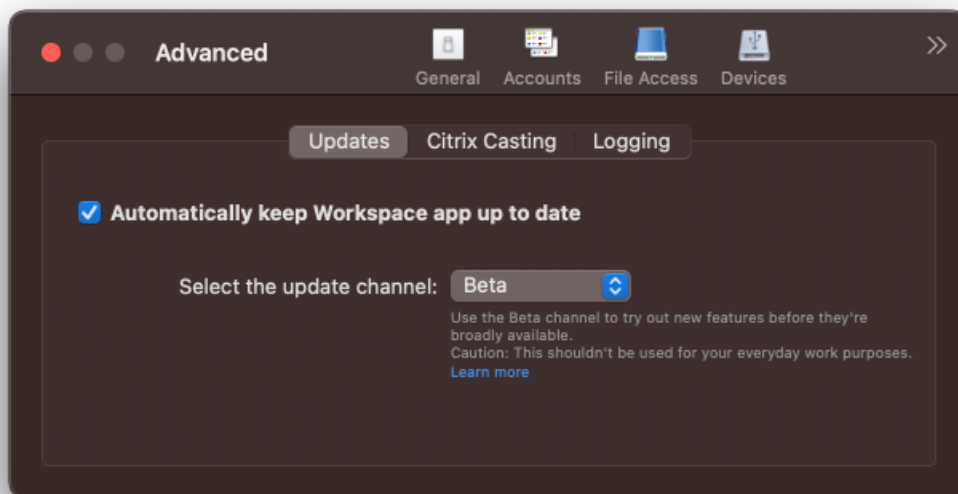 Advanced
General Accounts File Access Devices
Updates Citrix Casting Logging
Automatically keep Workspace app up to date
Select the update channel: Beta
Use the Beta channel to try out new features before they're
broadly available.
Caution: This shouldn't be used for your everyday work purposes.
Learn more